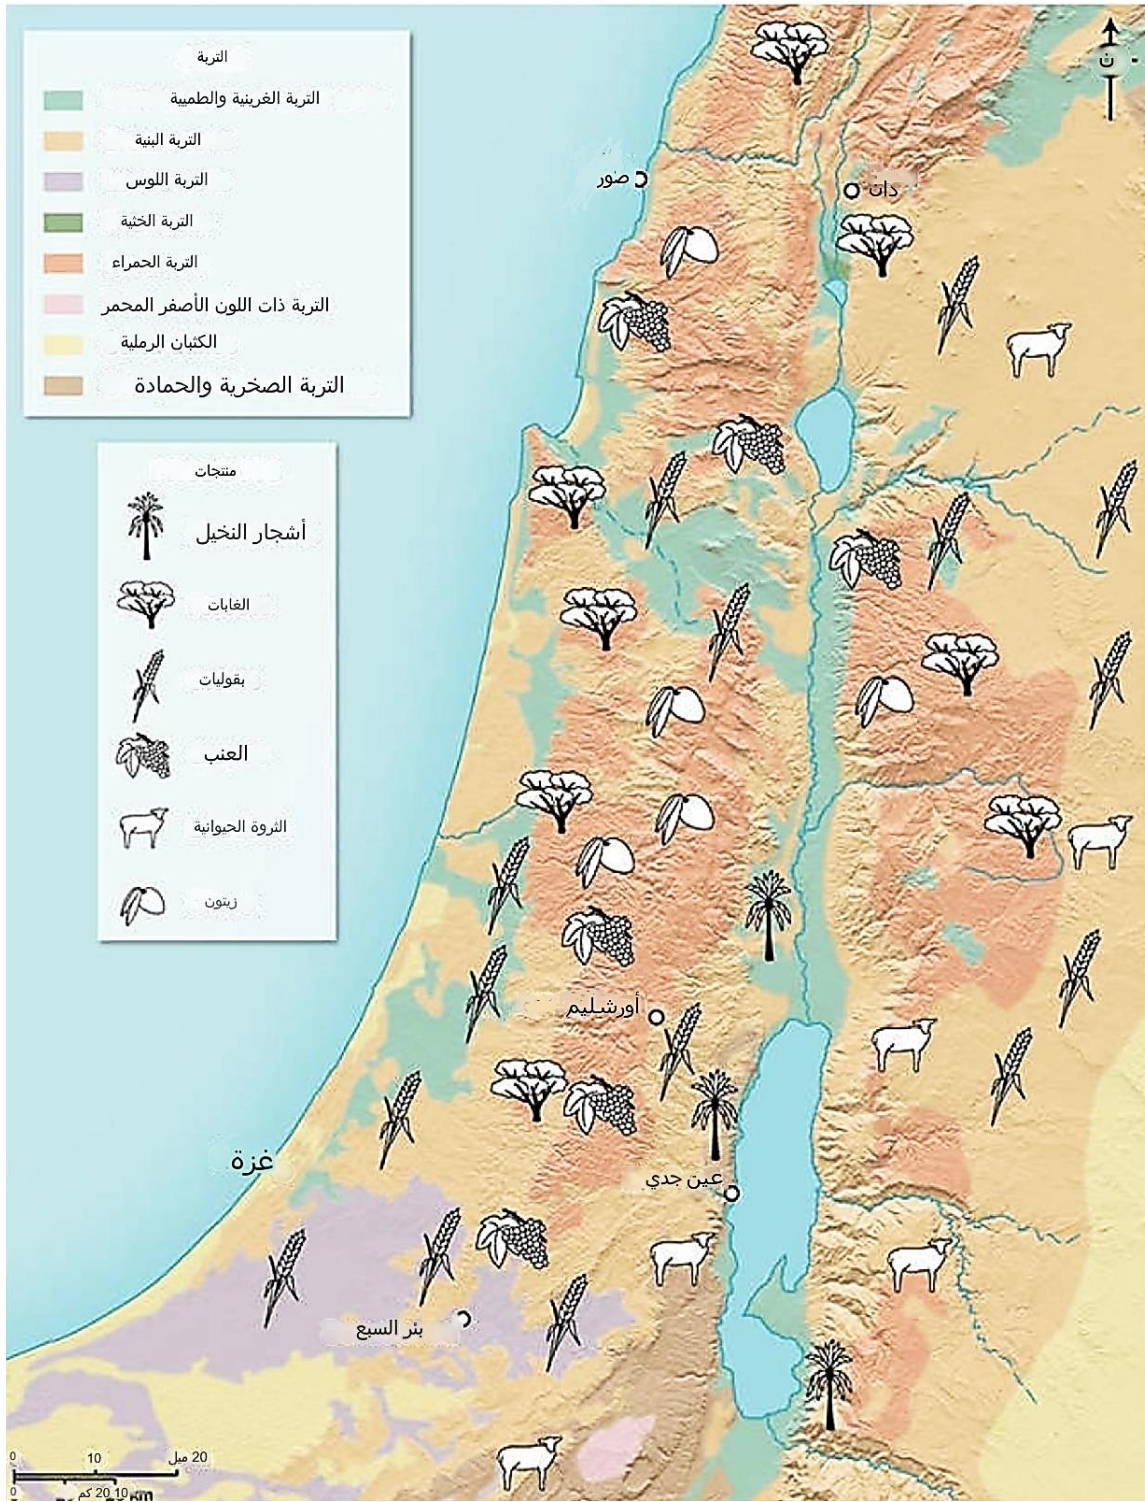 التربة
التربة الغرينية والطميية
التربة البنية
التربة اللوس
التربة الخثية
التربة الحمراء
التربة ذات اللون الأصفر المحمر
الكثبان الرملية
التربة الصخرية والحمادة
منتجات
أشجار النخيل
الغابات
بقوليات
العنب
الثروة الحيوانية
زيتون
ن
صور
دان
أورشليم
غزة
عين جدي
بئر السبع
0 10 20 ميل
0 10 20 كم